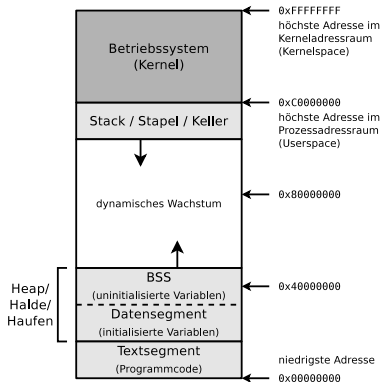 0xFFFFFFFF
höchste Adresse im
Kerneladressraum
(Kernelspace)
Betriebssystem
(Kernel)
0xC0000000
höchste Adresse im
Prozessadressraum
(Userspace)
Stack / Stapel / Keller
dynamisches Wachstum
0x80000000
Heap/
Halde/
Haufen
BSS
(uninitialisierte Variablen)
0x40000000
Datensegment
(initialisierte Variablen)
Textsegment
(Programmcode)
niedrigste Adresse
0x00000000